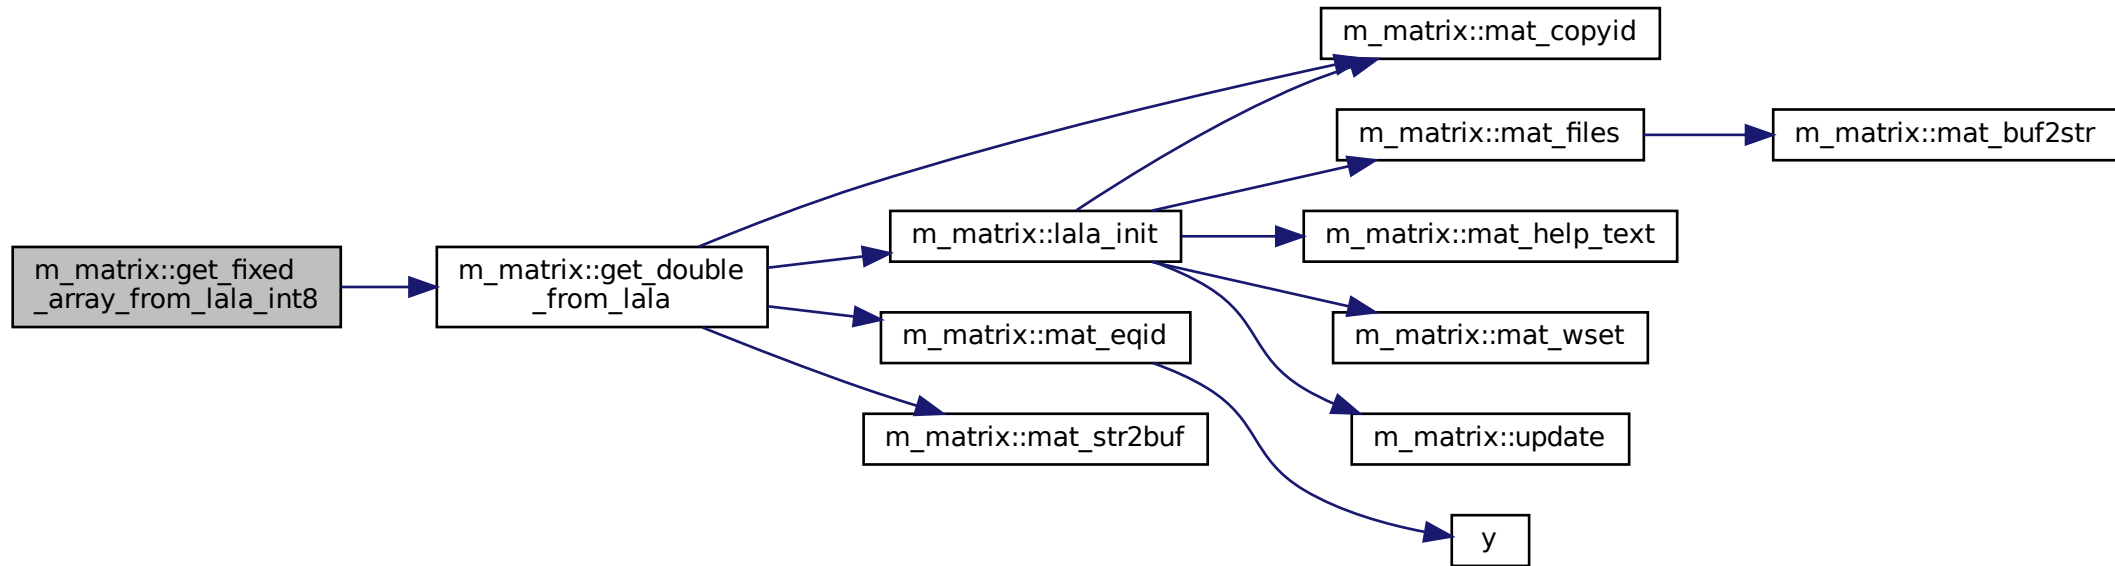 m_matrix::mat_copyid
m_matrix::mat_files
m_matrix::mat_buf2str
m_matrix::lala_init
m_matrix::mat_help_text
m_matrix::get_fixed
_array_from_lala_int8
m_matrix::get_double
_from_lala
m_matrix::mat_eqid
m_matrix::mat_wset
m_matrix::mat_str2buf
m_matrix::update
y